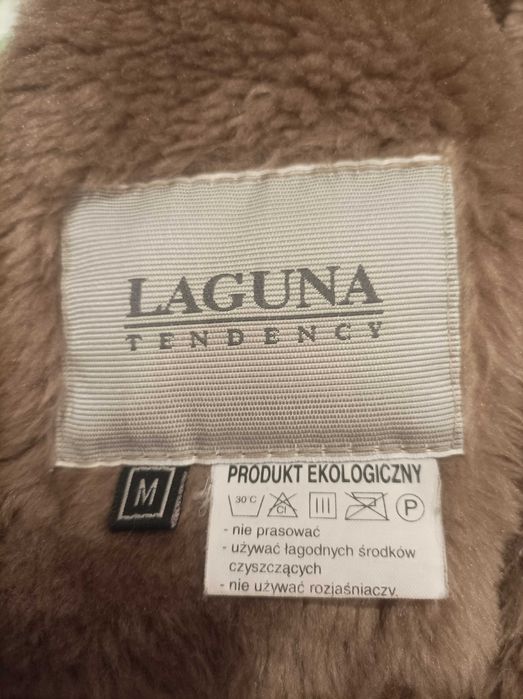 LAGUNA
TENDENCY
M
PRODUKT EKOLOGICZNY
30 C Cl P
- nie prasować
- używać łagodnych środków
czyszczących
- nie używać rozjaśniaczy.